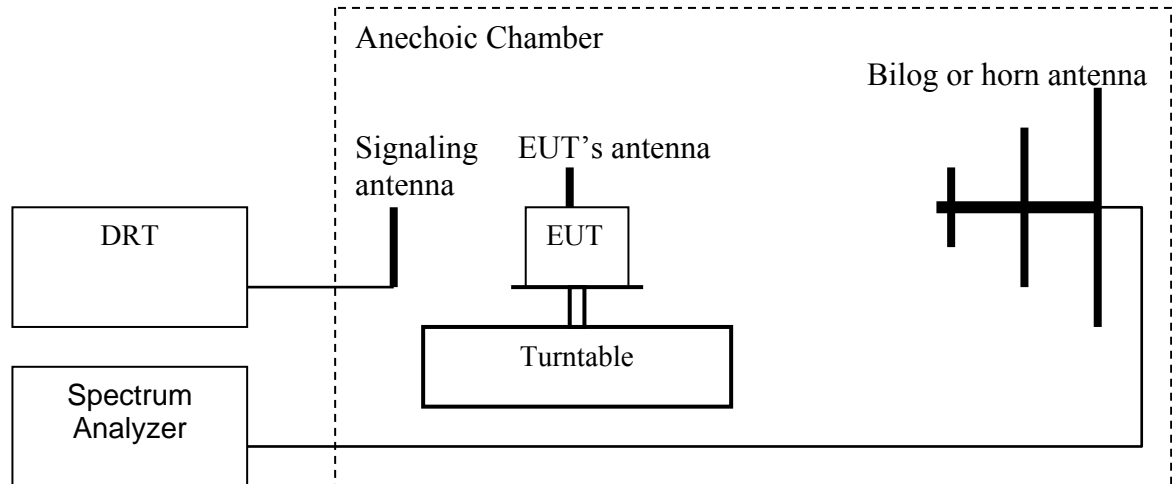 Anechoic Chamber
Bilog or horn antenna
Signaling
antenna
EUT’s antenna
DRT
EUT
Turntable
Spectrum
Analyzer